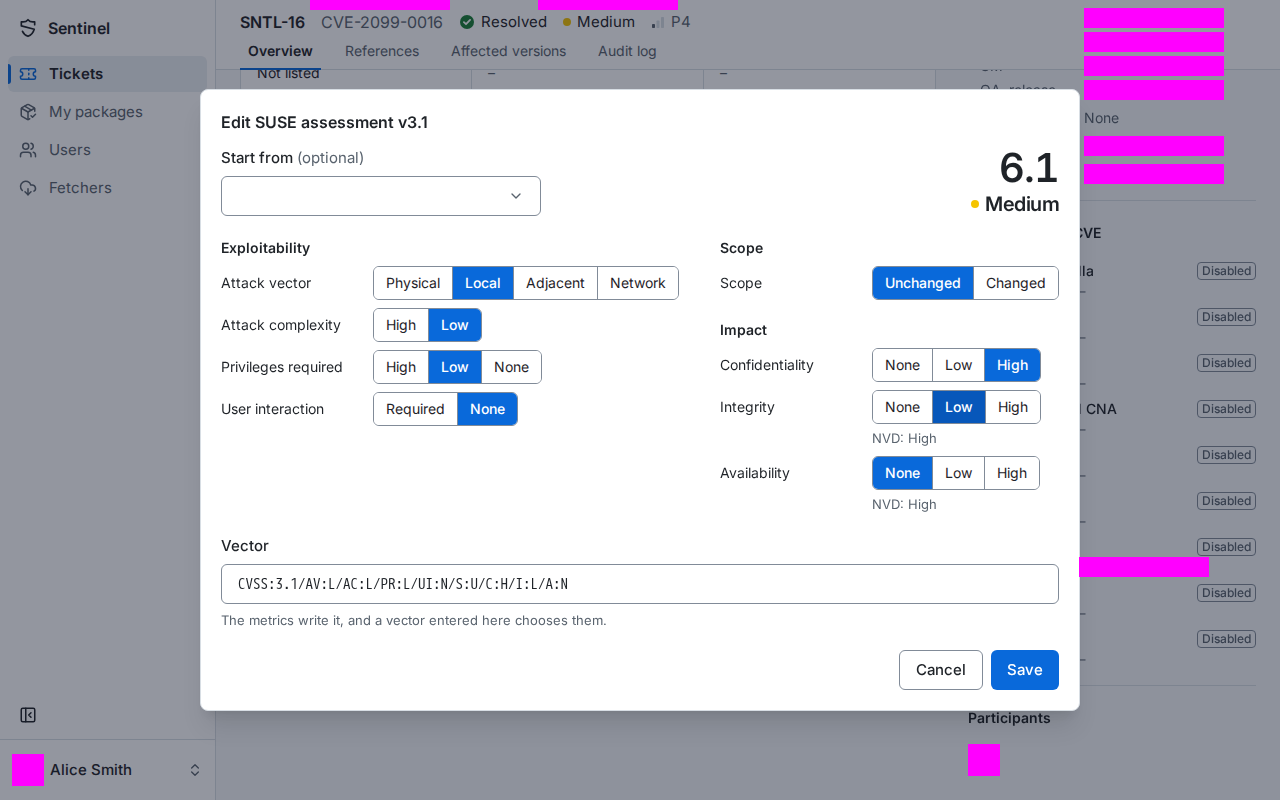 Sentinel
Tickets
My packages
Users
Fetchers
Alice Smith
SNTL-16 CVE-2099-0016 Resolved Medium P4
Overview References Affected versions Audit log
Not listed – –
None
Edit SUSE assessment v3.1
Start from (optional)
6.1
Medium
Exploitability
Attack vector Physical Local Adjacent Network
Attack complexity High Low
Privileges required High Low None
User interaction Required None
Scope
Scope Unchanged Changed
Impact
Confidentiality None Low High
Integrity None Low High
NVD: High
Availability None Low High
NVD: High
Vector
CVSS:3.1/AV:L/AC:L/PR:L/UI:N/S:U/C:H/I:L/A:N
The metrics write it, and a vector entered here chooses them.
Cancel Save
CVE
lla Disabled
–
Disabled
–
Disabled
–
CNA Disabled
–
Disabled
–
Disabled
–
Disabled
Disabled
–
Disabled
–
Participants